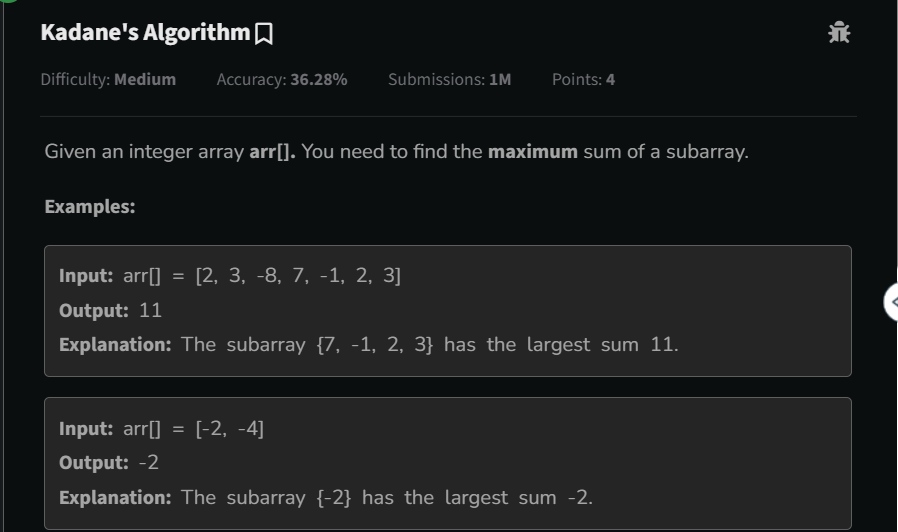 Kadane's Algorithm
Difficulty: Medium Accuracy: 36.28% Submissions: 1M Points: 4
Given an integer array arr[]. You need to find the maximum sum of a subarray.
Examples:
Input: arr[] = [2, 3, -8, 7, -1, 2, 3]
Output: 11
Explanation: The subarray {7, -1, 2, 3} has the largest sum 11.
Input: arr[] = [-2, -4]
Output: -2
Explanation: The subarray {-2} has the largest sum -2.